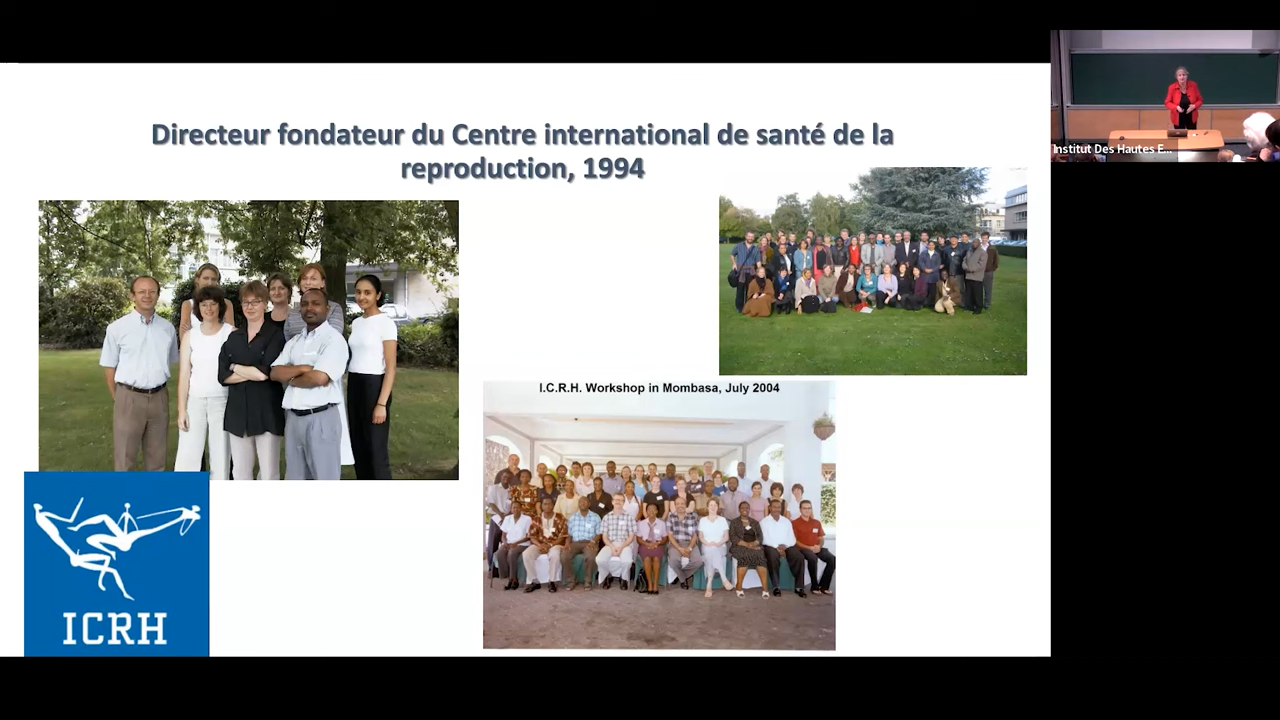 Directeur fondateur du Centre international de santé de la
reproduction, 1994
Institut Des Hautes E...
I.C.R.H. Workshop in Mombasa, July 2004
ICRH